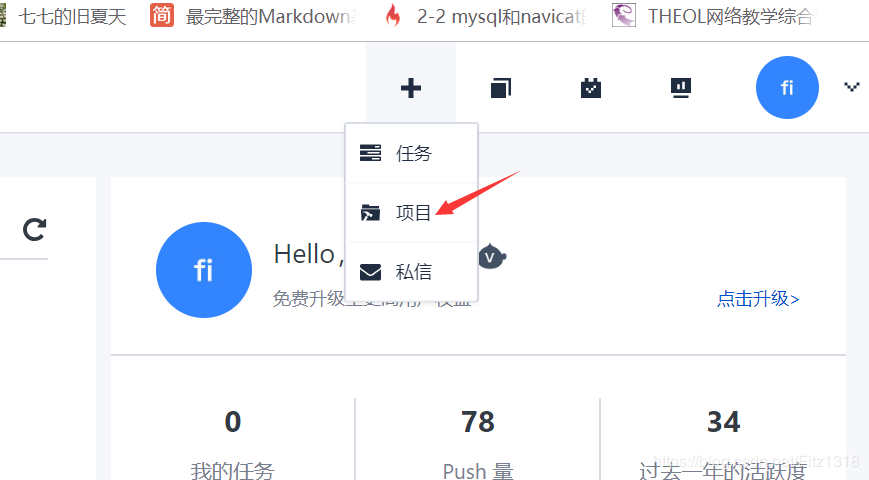 七七的旧夏天 简 最完整的Markdown 2-2 mysql和navicat THEOL网络教学综合
fi
任务
项目
私信
fi
Hello,
V
免费升级
点击升级>
0 78 34
我的任务 Push 量 过去一年的活跃度
https://blog.csdn.net/Fitz1318